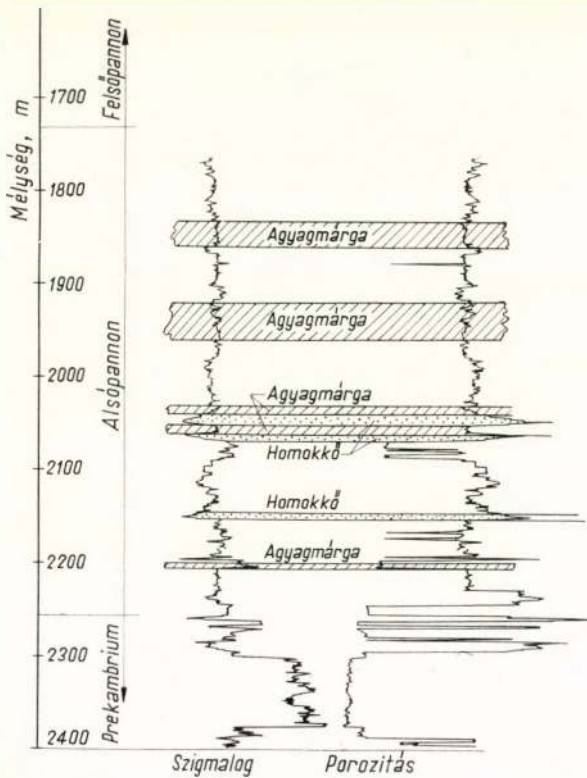 Mélység, m
Felsőpannon
Alsópannon
Prekambrium
1700
1800
1900
2000
2100
2200
2300
2400
Agyagmárga
Agyagmárga
Agyagmárga
Homokkő
Homokkő
Agyagmárga
Szigmalog
Porozitás